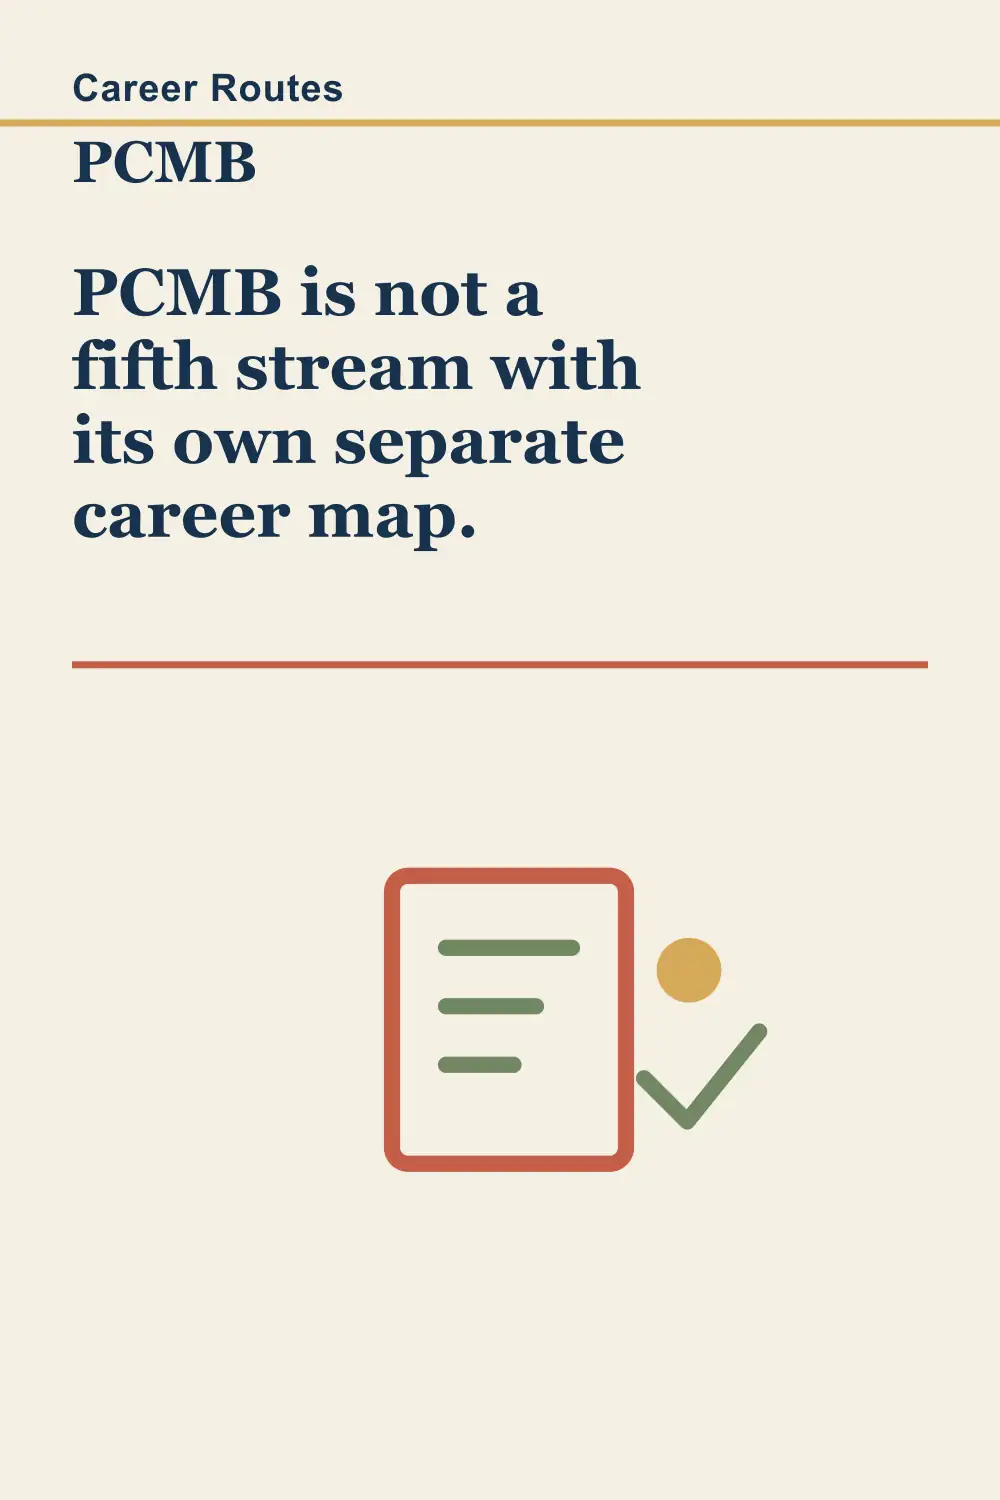 Career Routes
PCMB
PCMB is not a
fifth stream with
its own separate
career map.